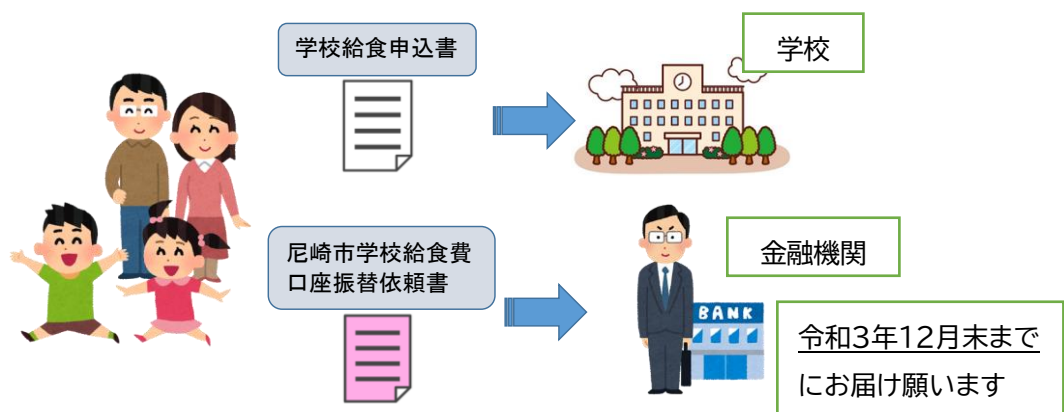 学校給食申込書
学校
尼崎市学校給食費
口座振替依頼書
金融機関
BANK
令和3年12月末まで
にお届け願います